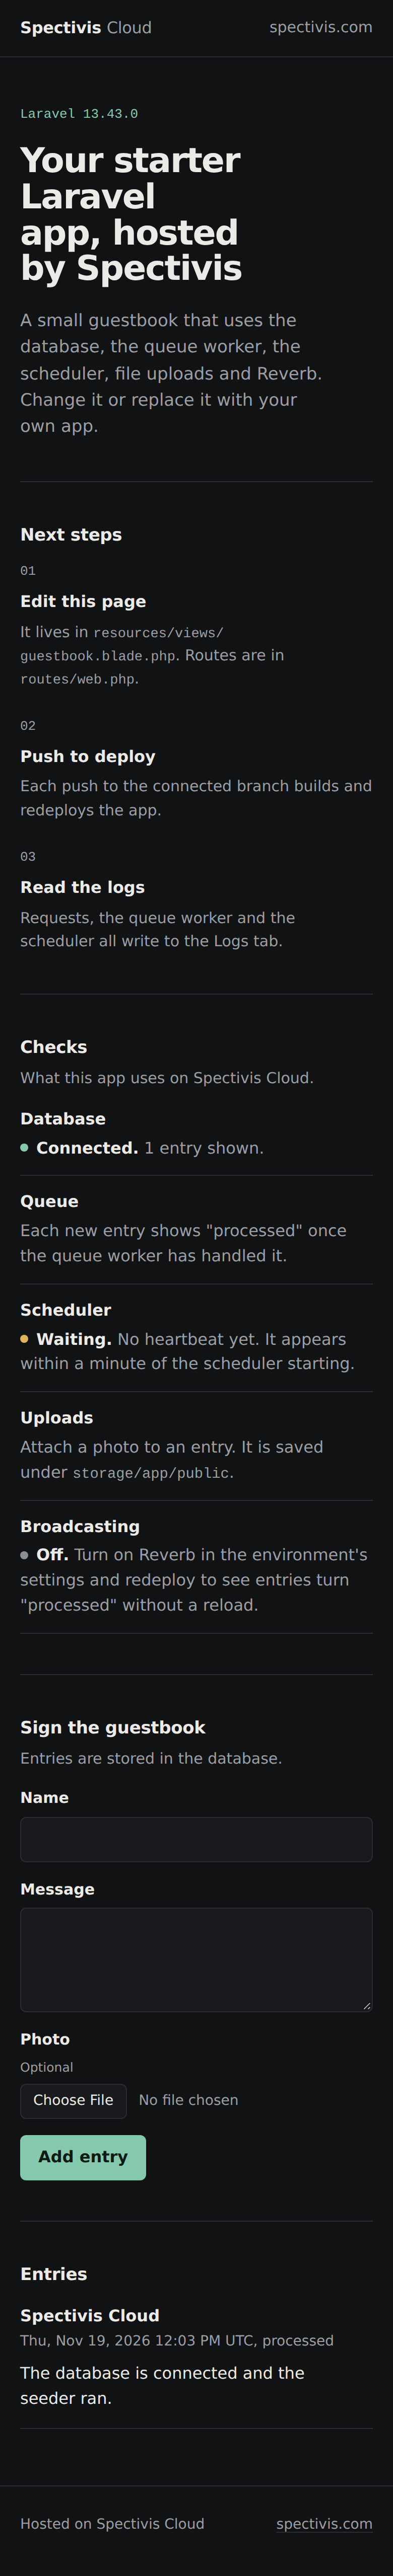 Spectivis Cloud
spectivis.com
Laravel 13.43.0
Your starter
Laravel
app, hosted
by Spectivis
A small guestbook that uses the
database, the queue worker, the
scheduler, file uploads and Reverb.
Change it or replace it with your
own app.
Next steps
01
Edit this page
It lives in resources/views/
guestbook.blade.php. Routes are in
routes/web.php.
02
Push to deploy
Each push to the connected branch builds and
redeploys the app.
03
Read the logs
Requests, the queue worker and the
scheduler all write to the Logs tab.
Checks
What this app uses on Spectivis Cloud.
Database
Connected. 1 entry shown.
Queue
Each new entry shows "processed" once
the queue worker has handled it.
Scheduler
Waiting. No heartbeat yet. It appears
within a minute of the scheduler starting.
Uploads
Attach a photo to an entry. It is saved
under storage/app/public.
Broadcasting
Off. Turn on Reverb in the environment's
settings and redeploy to see entries turn
"processed" without a reload.
Sign the guestbook
Entries are stored in the database.
Name
Message
Photo
Optional
Choose File No file chosen
Add entry
Entries
Spectivis Cloud
Thu, Nov 19, 2026 12:03 PM UTC, processed
The database is connected and the
seeder ran.
Hosted on Spectivis Cloud
spectivis.com